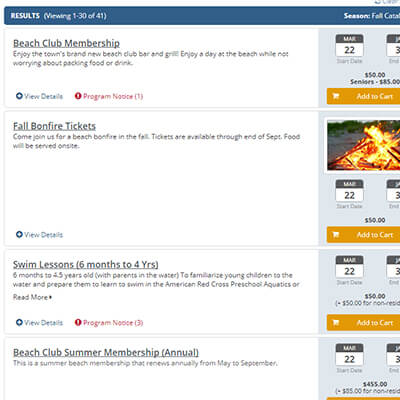 RESULTS (Viewing 1-30 of 41) Season: Fall Cata
Beach Club Membership
Enjoy the town's brand new beach club bar and grill! Enjoy a day at the beach while not
worrying about packing food or drink.
MAR JA
22 3
Start Date End
$50.00
Seniors - $85.00
View Details Program Notice (1) Add to Cart
Fall Bonfire Tickets
Come join us for a beach bonfire in the fall. Tickets are available through end of Sept. Food
will be served onsite.
MAR JA
22 3
Start Date End
$50.00
View Details Add to Cart
Swim Lessons (6 months to 4 Yrs)
6 months to 4.5 years old (with parents in the water) To familiarize young children to the
water and prepare them to learn to swim in the American Red Cross Preschool Aquatics or
Read More
MAR JA
22 3
Start Date End
$50.00
(+ $50.00 for non-resid
View Details Program Notice (3) Add to Cart
Beach Club Summer Membership (Annual)
This is a summer beach membership that renews annually from May to September.
MAR JA
22 3
Start Date End
$455.00
(+ $85.00 for non-resid